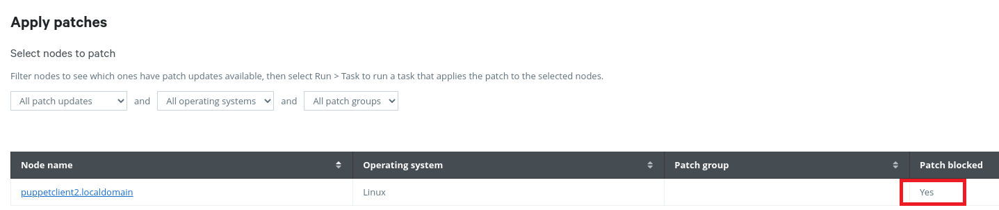 Apply patches
Select nodes to patch
Filter nodes to see which ones have patch updates available, then select Run > Task to run a task that applies the patch to the selected nodes.
All patch updates and All operating systems and All patch groups
Node name Operating system Patch group Patch blocked
puppetclient2.localdomain Linux Yes